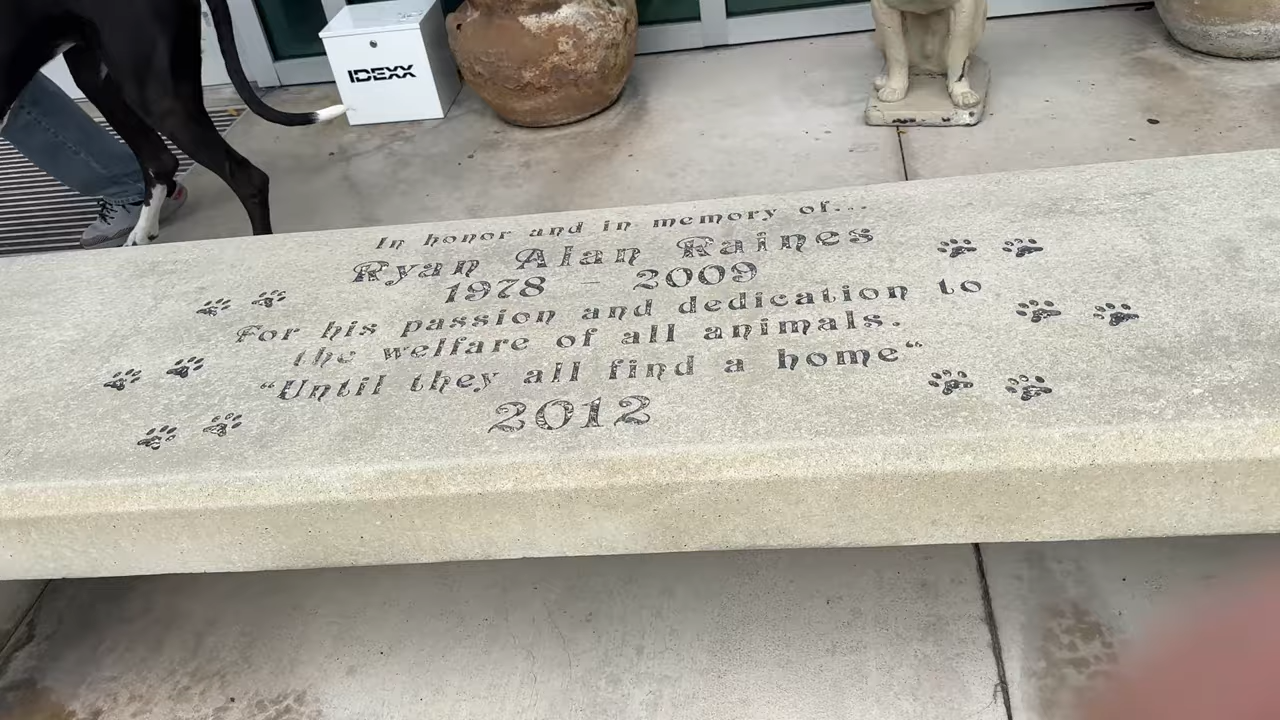 IDEXX
In honor and in memory of...
Ryan Alan Raines
1978 - 2009
For his passion and dedication to
the welfare of all animals.
“Until they all find a home“
2012